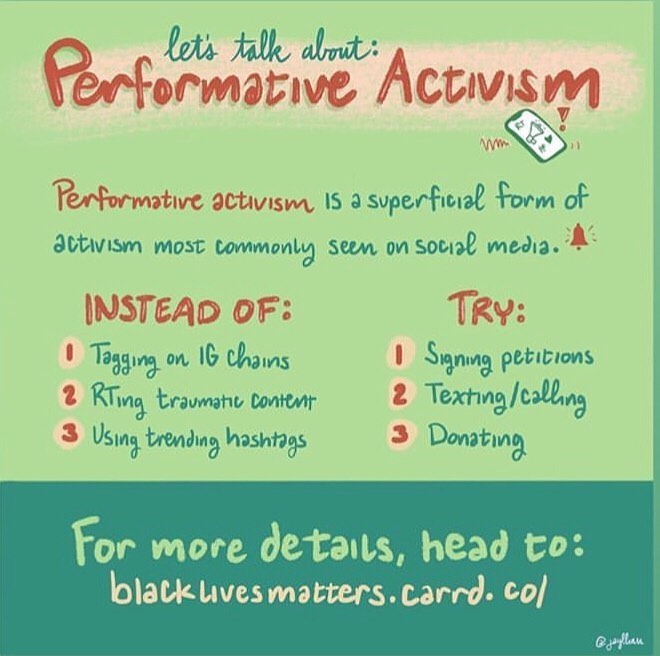 let's talk about:
Performative Activism
Performative activism is a superficial form of
activism most commonly seen on social media.
INSTEAD OF:
1 Tagging on IG chains
2 RTing traumatic content
3 Using trending hashtags
TRY:
1 Signing petitions
2 Texting/calling
3 Donating
For more details, head to:
blacklivesmatters.carrd.co/